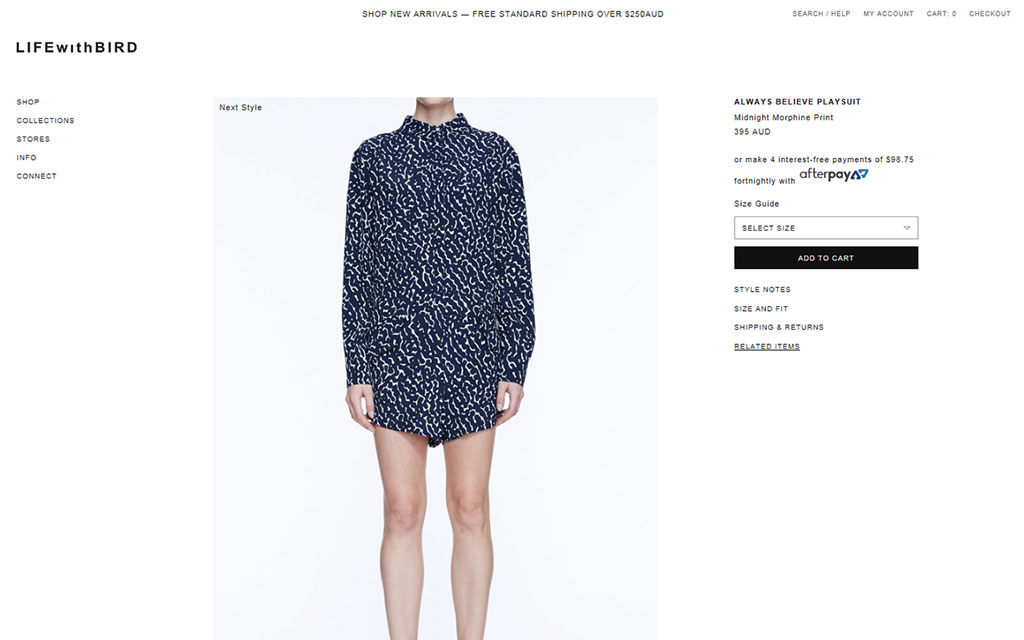 SHOP NEW ARRIVALS — FREE STANDARD SHIPPING OVER $250AUD
SEARCH / HELP MY ACCOUNT CART: 0 CHECKOUT
LIFEwithBIRD
SHOP
COLLECTIONS
STORES
INFO
CONNECT
Next Style
ALWAYS BELIEVE PLAYSUIT
Midnight Morphine Print
395 AUD
or make 4 interest-free payments of $98.75
fortnightly with afterpay
Size Guide
SELECT SIZE
ADD TO CART
STYLE NOTES
SIZE AND FIT
SHIPPING & RETURNS
RELATED ITEMS